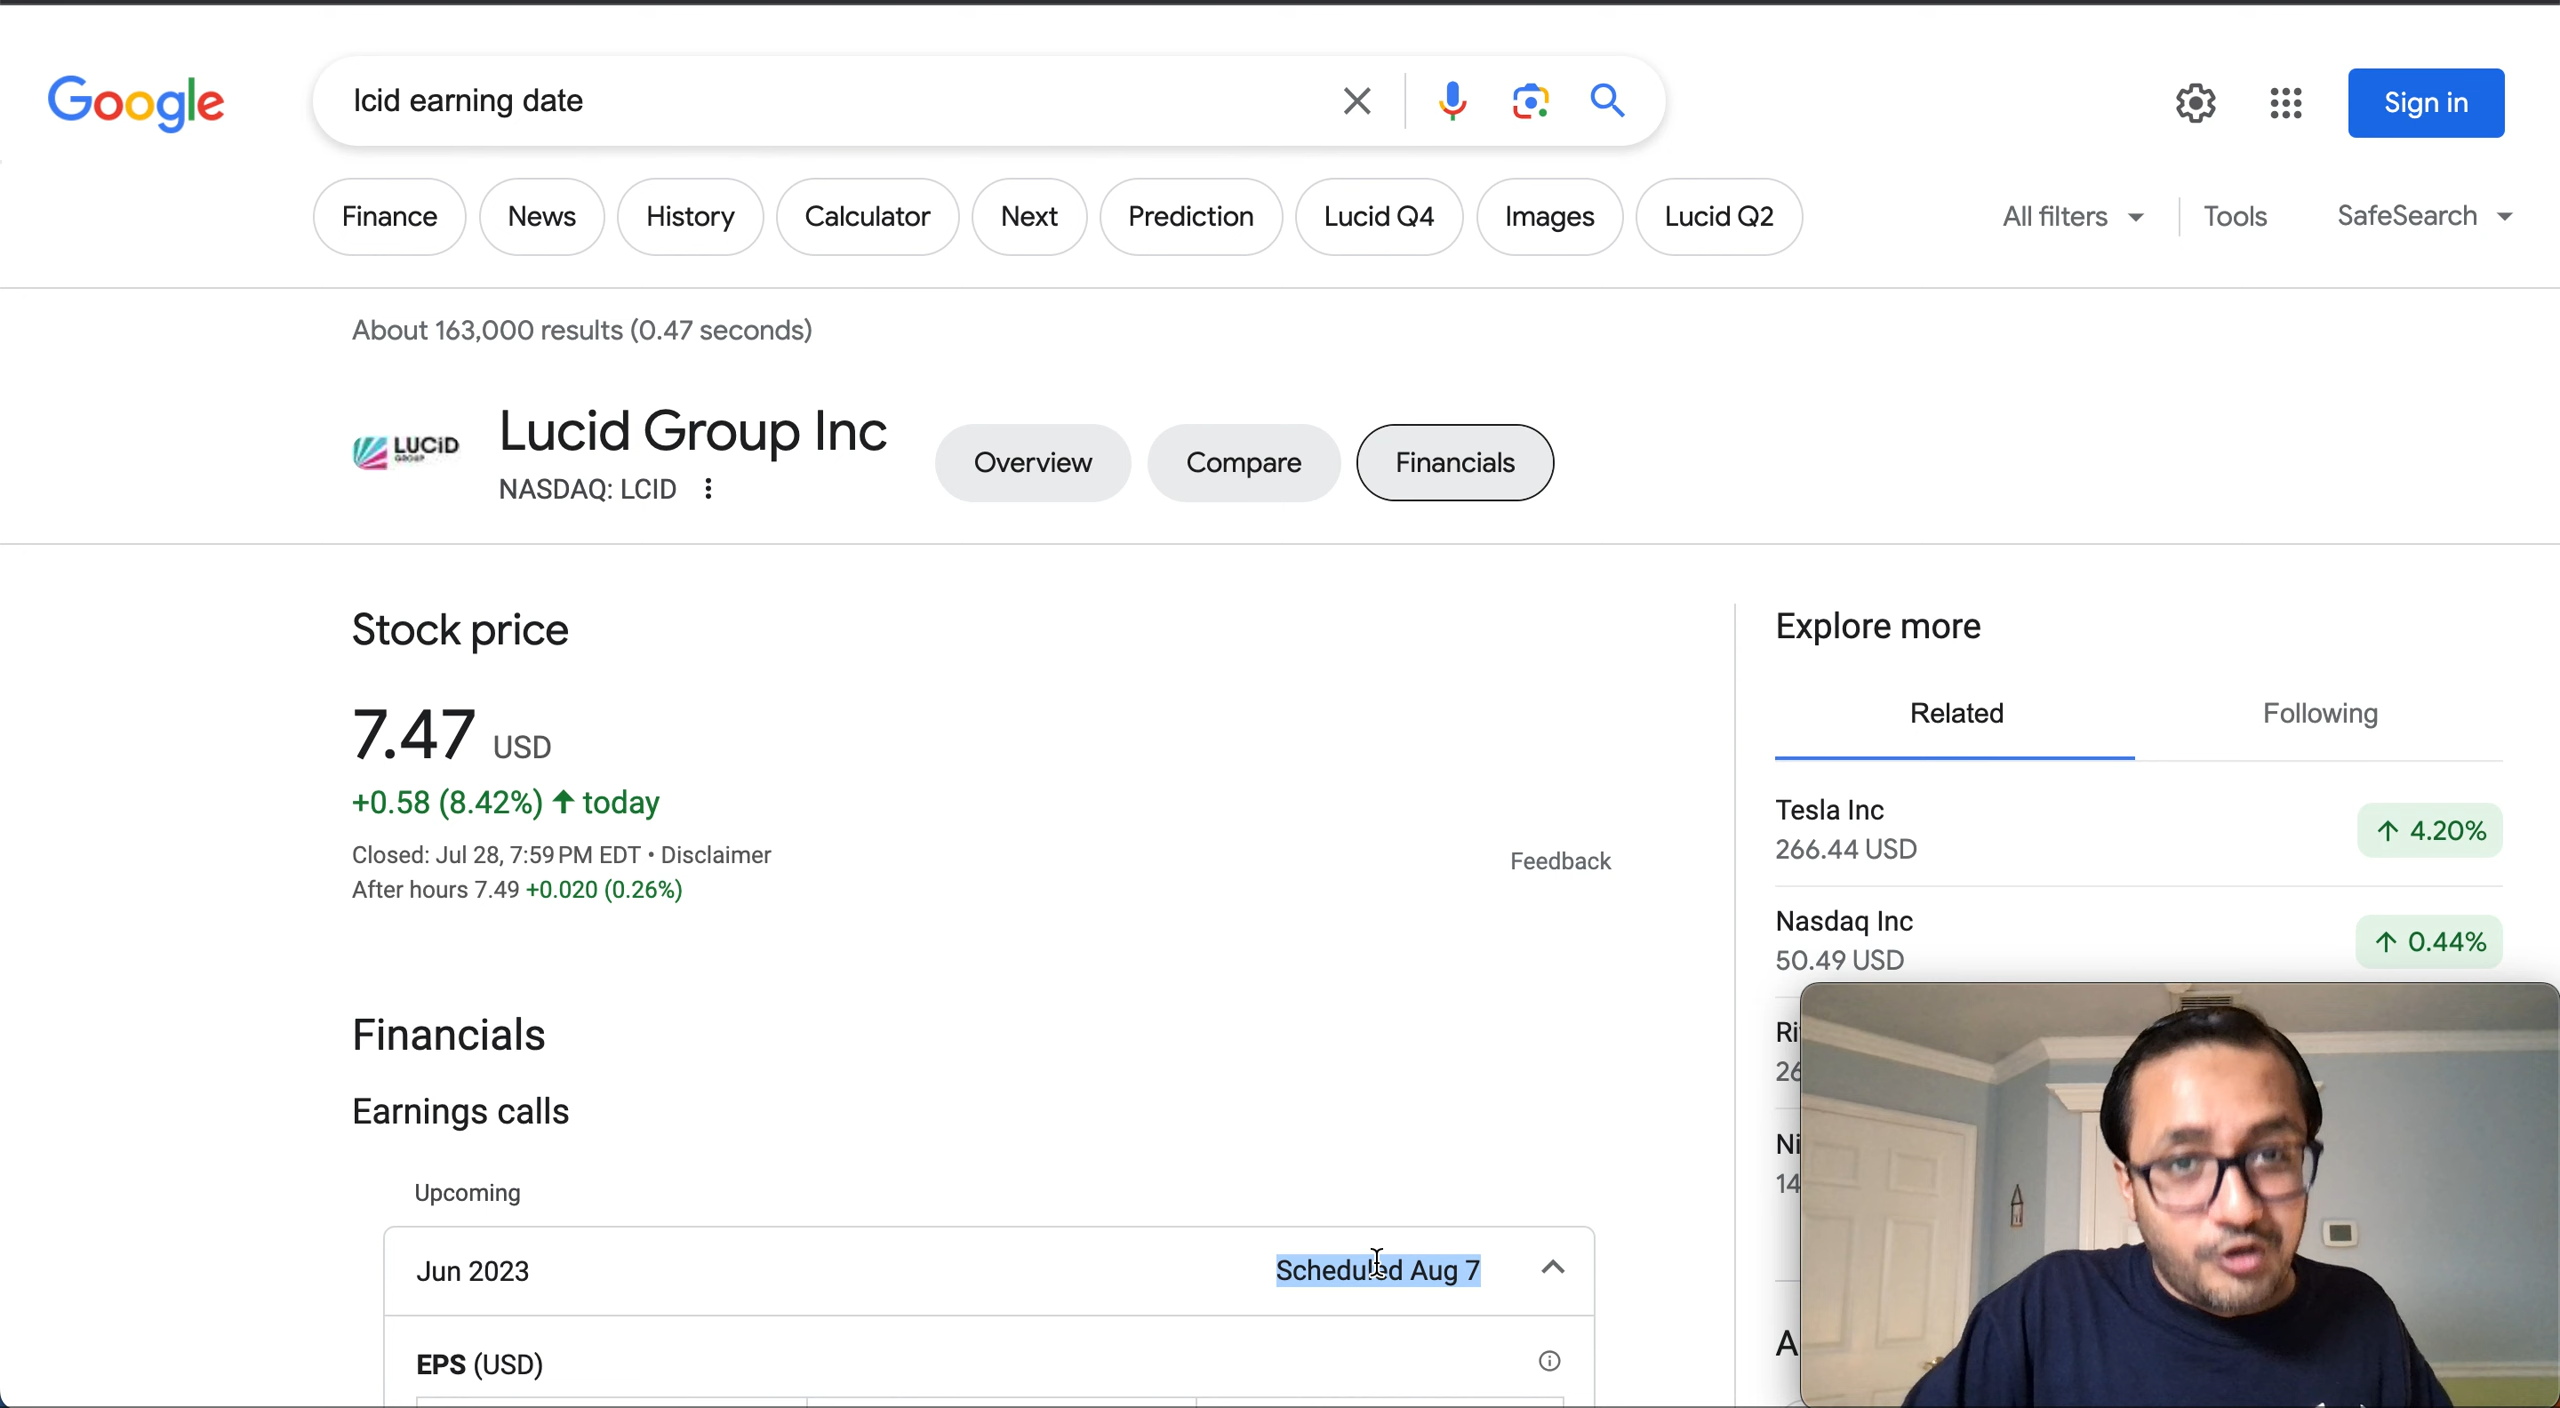 Google
lcid earning date
Sign in
Finance
News
History
Calculator
Next
Prediction
Lucid Q4
Images
Lucid Q2
All filters
Tools
SafeSearch
About 163,000 results (0.47 seconds)
LUCID
GROUP
Lucid Group Inc
NASDAQ: LCID
Overview
Compare
Financials
Stock price
7.47 USD
+0.58 (8.42%) ↑ today
Closed: Jul 28, 7:59 PM EDT • Disclaimer
After hours 7.49 +0.020 (0.26%)
Feedback
Financials
Earnings calls
Upcoming
Jun 2023
Scheduled Aug 7
EPS (USD)
Explore more
Related
Following
Tesla Inc
266.44 USD
↑ 4.20%
Nasdaq Inc
50.49 USD
↑ 0.44%